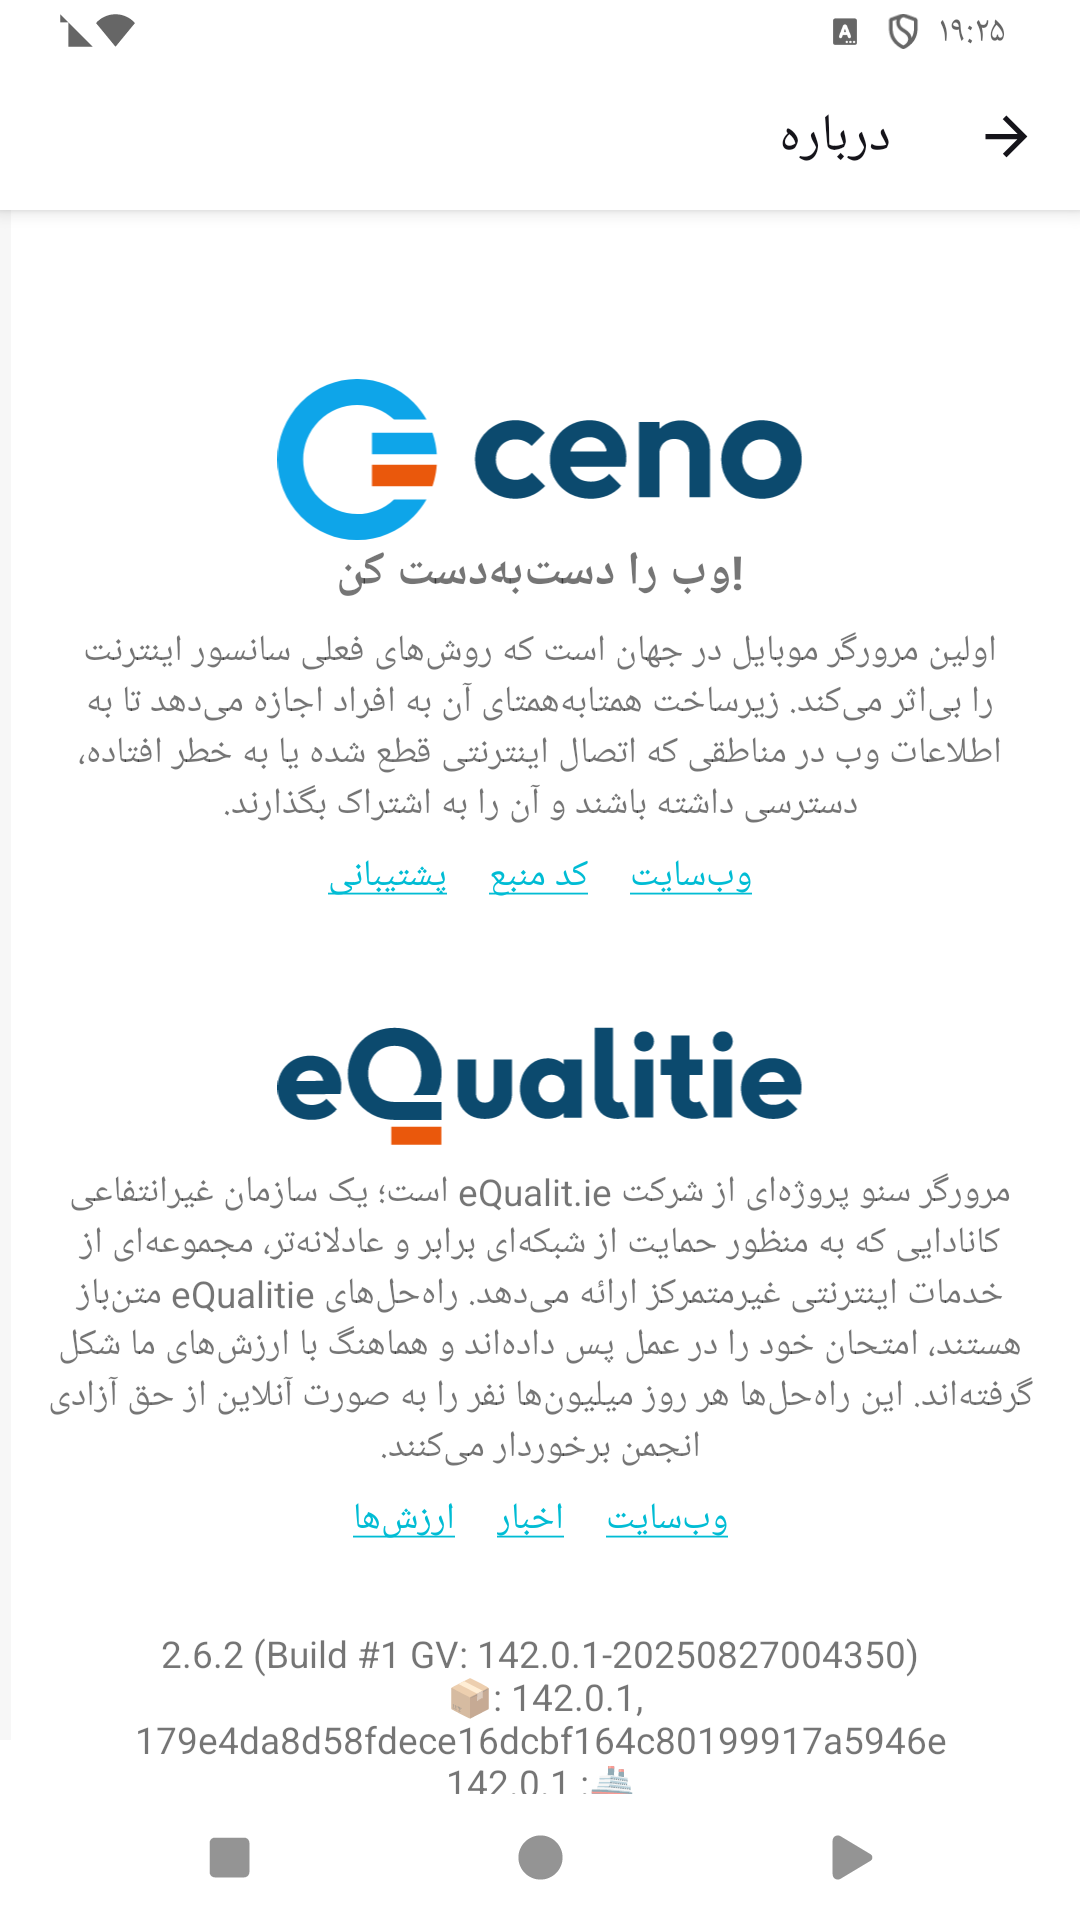 ۱۹:۲۵
درباره
ceno
وب را دست‌به‌دست کن!
اولین مرورگر موبایل در جهان است که روش‌های فعلی سانسور اینترنت
را بی‌اثر می‌کند. زیرساخت همتابه‌همتای آن به افراد اجازه می‌دهد تا به
اطلاعات وب در مناطقی که اتصال اینترنتی قطع شده یا به خطر افتاده،
دسترسی داشته باشند و آن را به اشتراک بگذارند.
وب‌سایت کد منبع پشتیبانی
eQualitie
مرورگر سنو پروژه‌ای از شرکت eQualit.ie است؛ یک سازمان غیرانتفاعی
کانادایی که به منظور حمایت از شبکه‌ای برابر و عادلانه‌تر، مجموعه‌ای از
خدمات اینترنتی غیرمتمرکز ارائه می‌دهد. راه‌حل‌های eQualitie متن‌باز
هستند، امتحان خود را در عمل پس داده‌اند و هماهنگ با ارزش‌های ما شکل
گرفته‌اند. این راه‌حل‌ها هر روز میلیون‌ها نفر را به صورت آنلاین از حق آزادی
انجمن برخوردار می‌کنند.
وب‌سایت اخبار ارزش‌ها
2.6.2 (Build #1 GV: 142.0.1-20250827004350)
📦: 142.0.1,
179e4da8d58fdece16dcbf164c80199917a5946e
🚢: 142.0.1